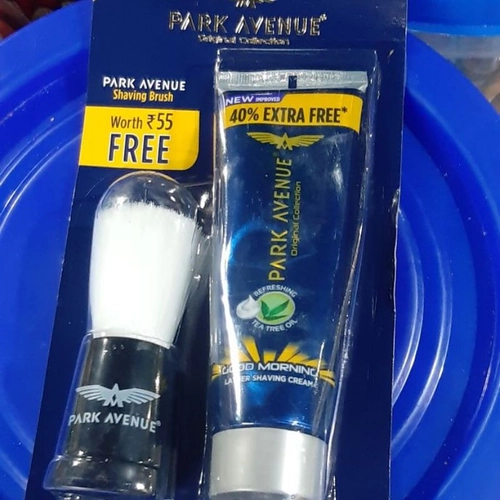 PARK AVENUE
Original Collection
PARK AVENUE
Shaving Brush
Worth ₹55
FREE
PARK AVENUE
NEW IMPROVED
40% EXTRA FREE*
PARK AVENUE
Original Collection
REFRESHING
TEA TREE OIL
GOOD MORNING
LATHER SHAVING CREAM